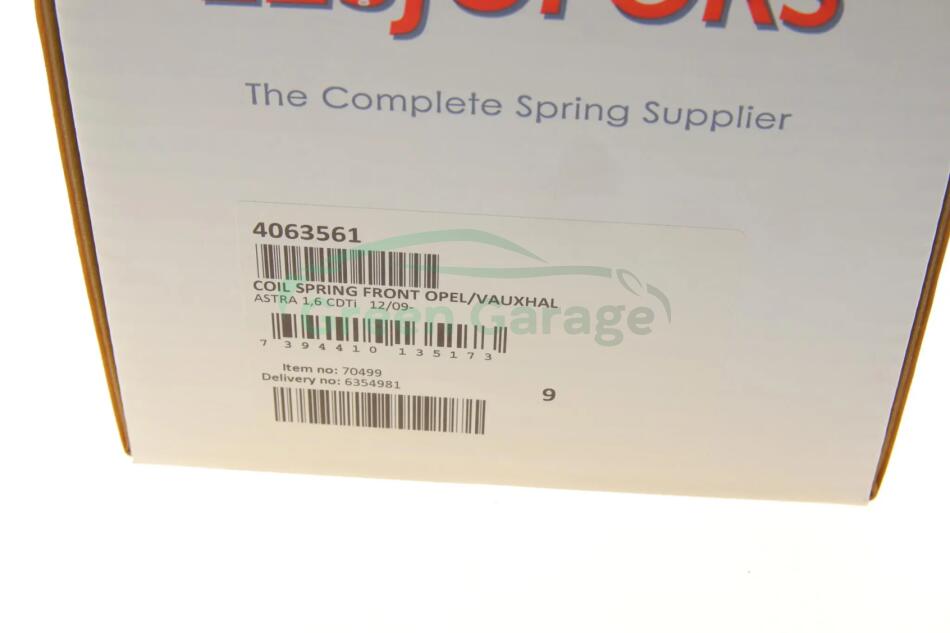 LESJÖFORS
The Complete Spring Supplier
4063561
COIL SPRING FRONT OPEL/VAUXHAL
ASTRA 1,6 CDTi 12/09-
Green Garage
7 394410 135173
Item no: 70499
Delivery no: 6354981
9